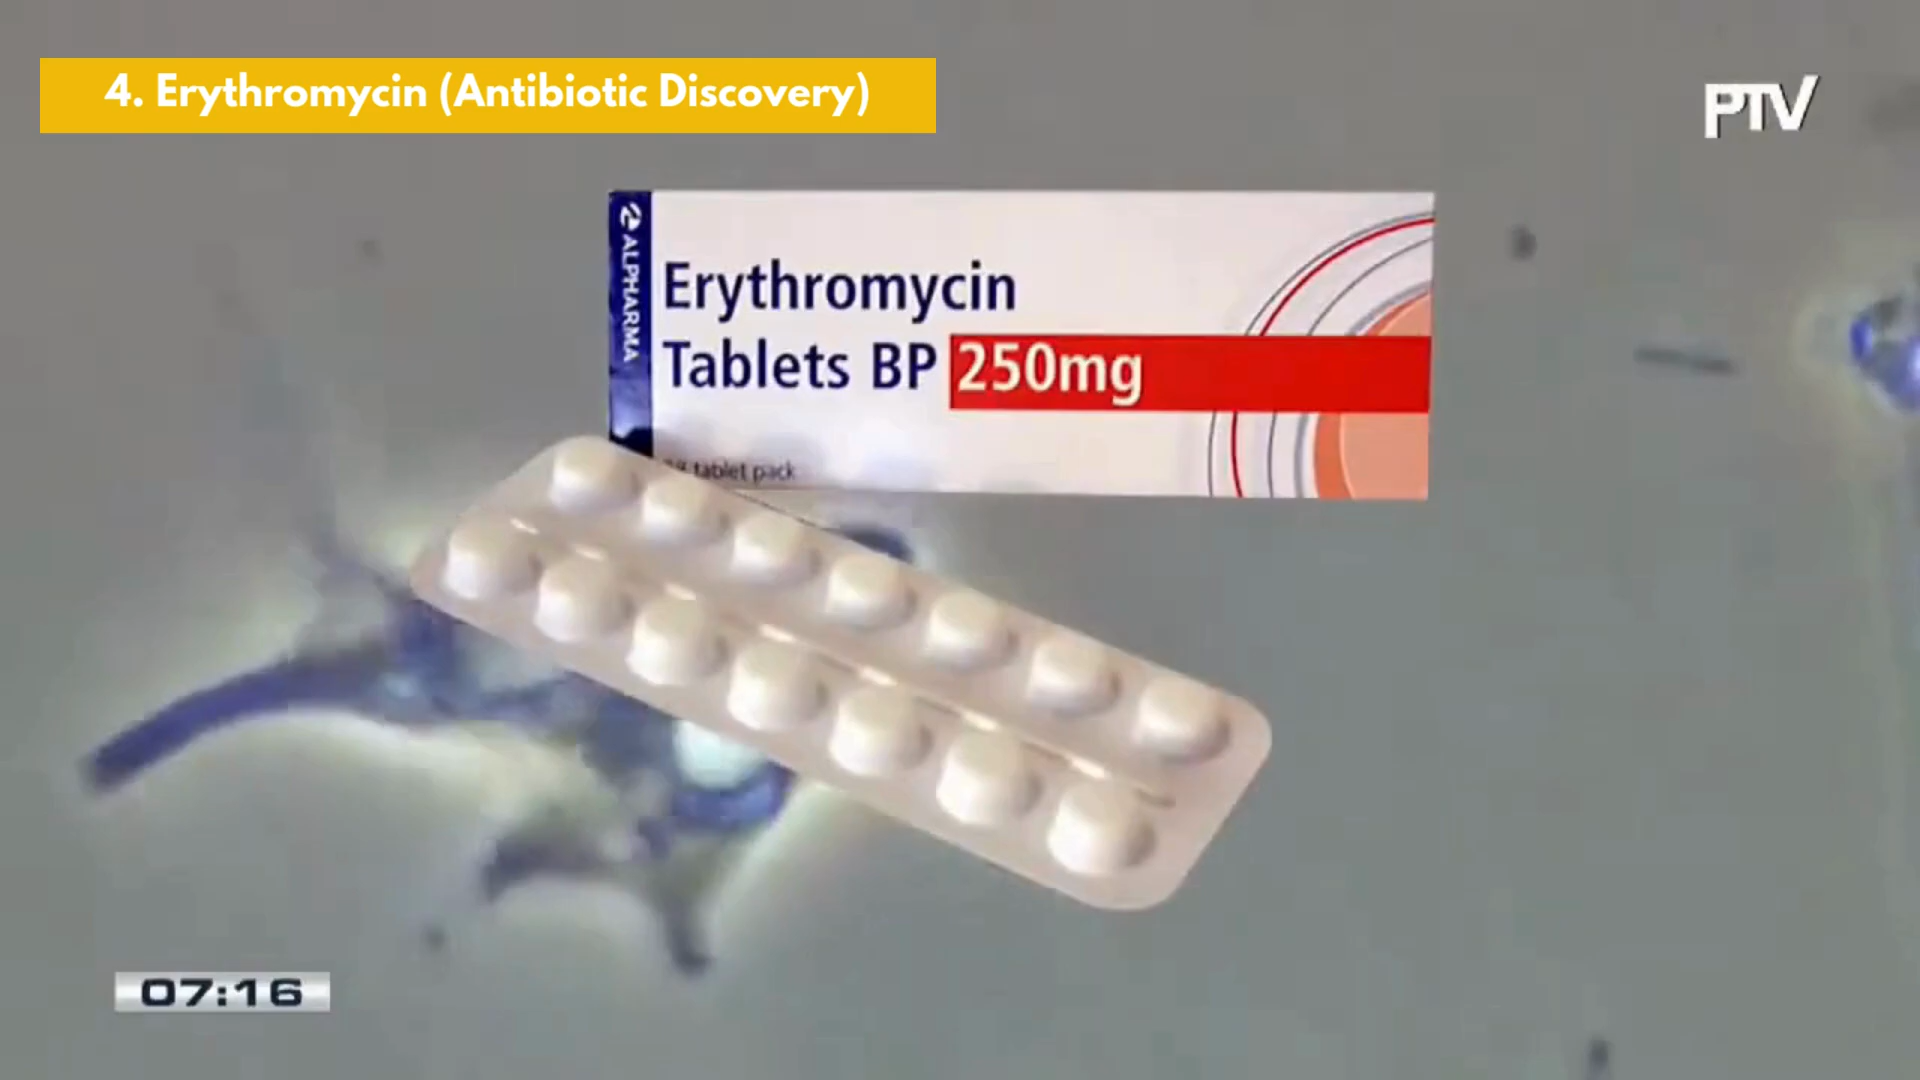 4. Erythromycin (Antibiotic Discovery)
PTV
ALPHARMA
Erythromycin
Tablets BP 250mg
tablet pack
07:16